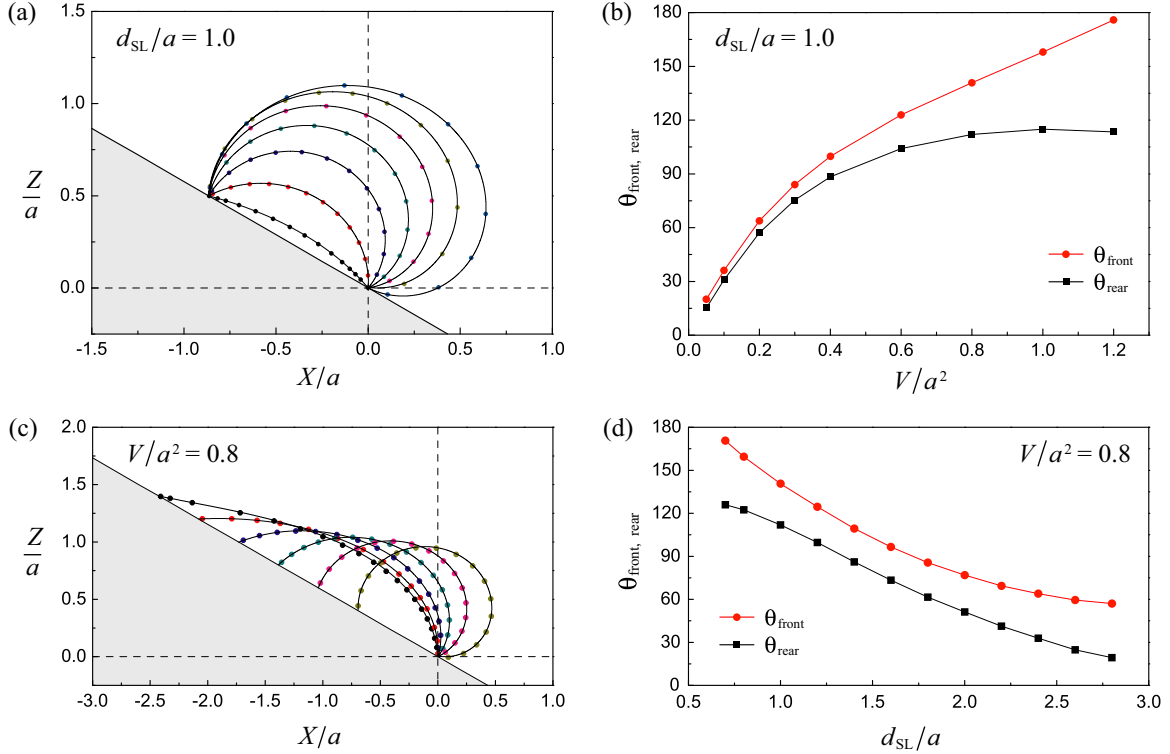 (a)
d_SL/a = 1.0
1.5
1.0
0.5
0.0
Z/a
-1.5 -1.0 -0.5 0.0 0.5 1.0
X/a
(b)
d_SL/a = 1.0
180
150
120
90
60
30
0
θ_front, rear
θ_front
θ_rear
0.0 0.2 0.4 0.6 0.8 1.0 1.2
V/a²
(c)
V/a² = 0.8
2.0
1.5
1.0
0.5
0.0
Z/a
-3.0 -2.5 -2.0 -1.5 -1.0 -0.5 0.0 0.5 1.0
X/a
(d)
V/a² = 0.8
180
150
120
90
60
30
0
θ_front, rear
θ_front
θ_rear
0.5 1.0 1.5 2.0 2.5 3.0
d_SL/a